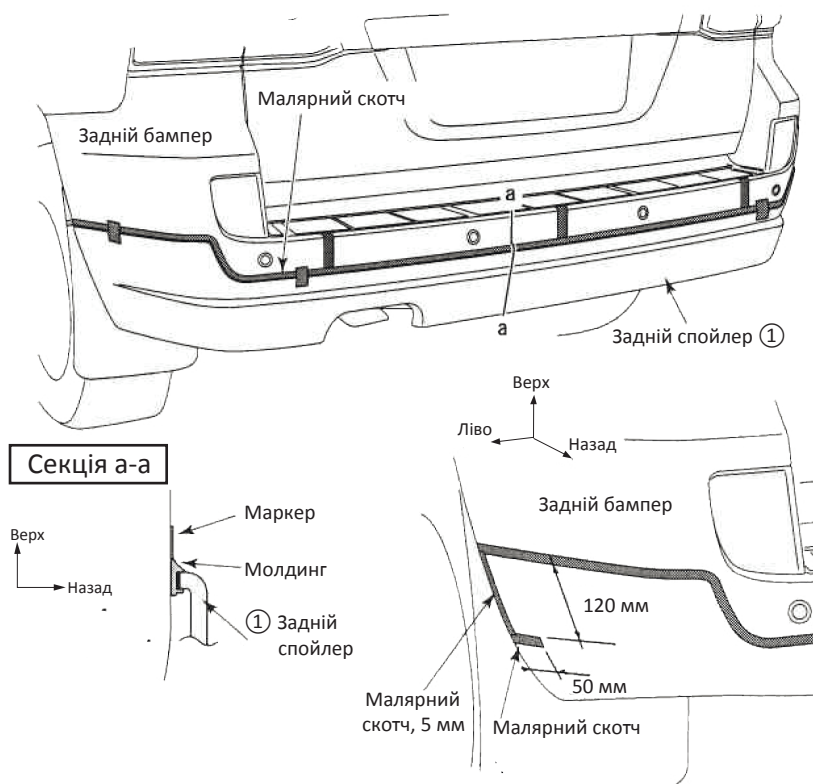 Малярний скотч
Задній бампер
a
a
Задній спойлер ①
Секція a-a
Верх
Назад
Маркер
Молдинг
① Задній
спойлер
Верх
Ліво
Назад
Задній бампер
120 мм
50 мм
Малярний
скотч, 5 мм
Малярний скотч